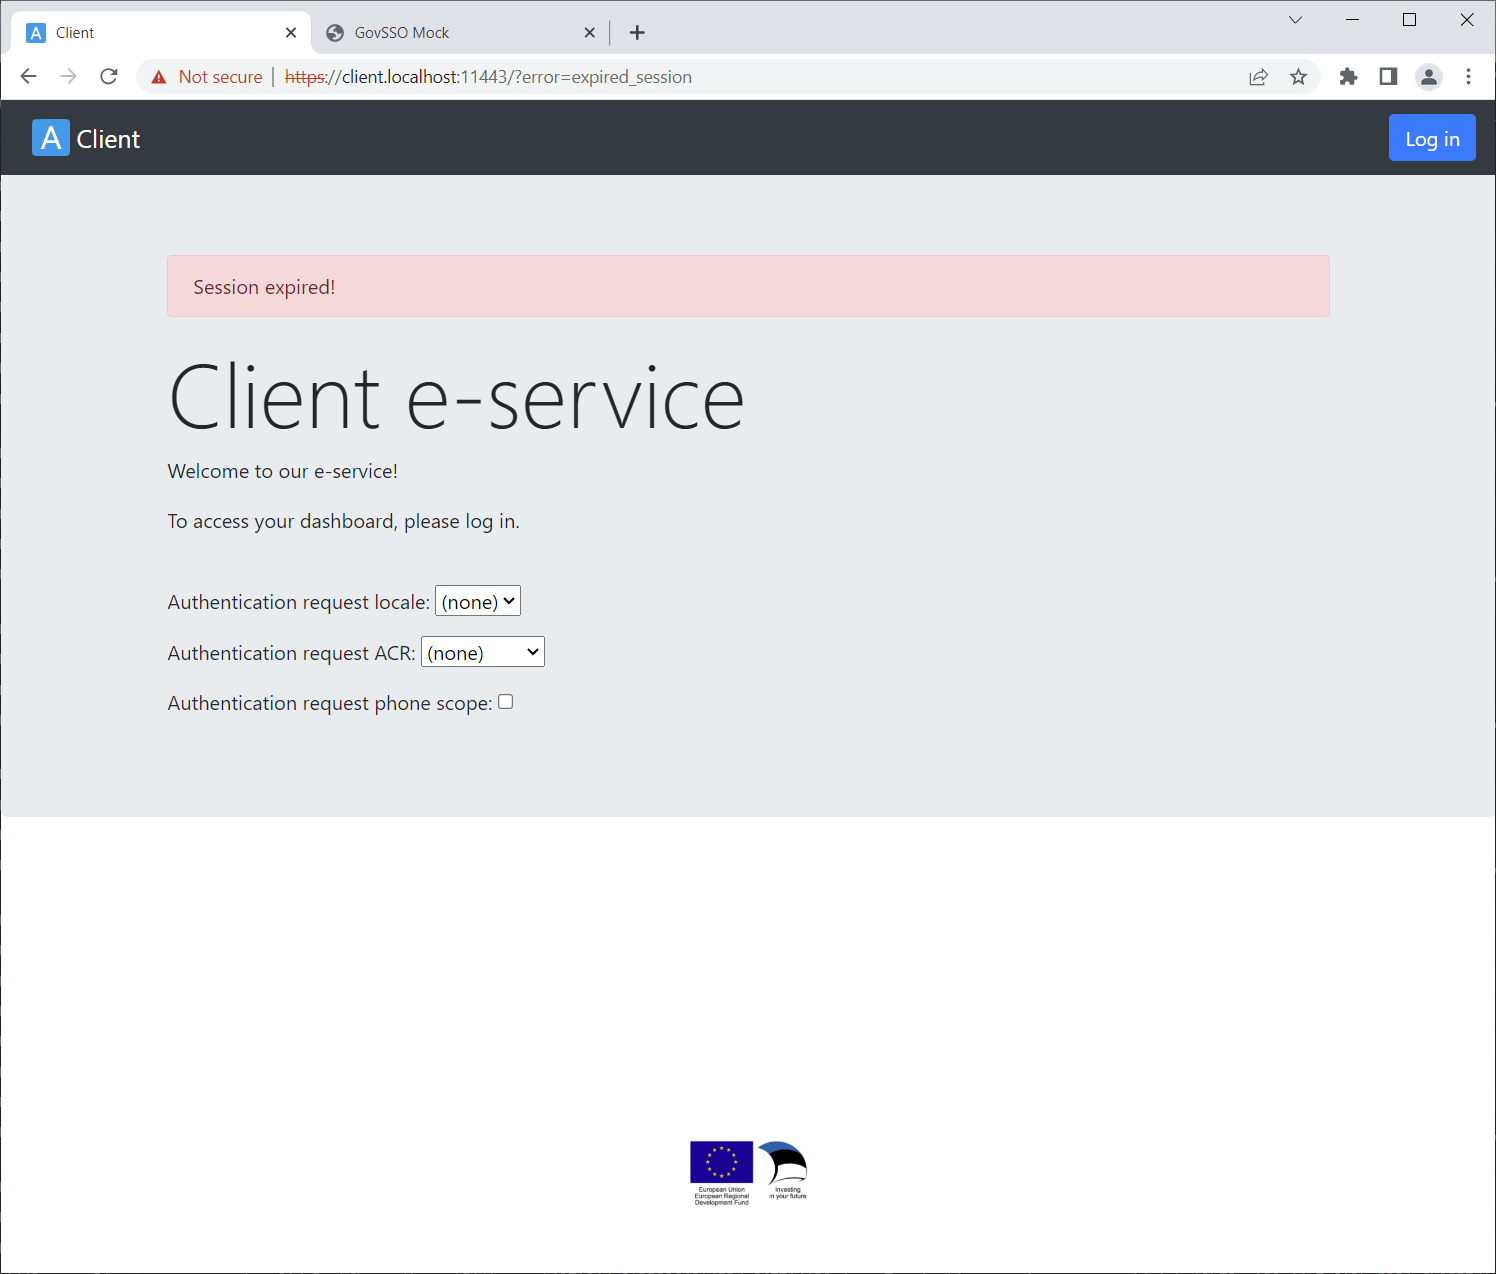 A Client
GovSSO Mock
Not secure | https://client.localhost:11443/?error=expired_session
A Client
Log in
Session expired!
Client e-service
Welcome to our e-service!
To access your dashboard, please log in.
Authentication request locale: (none)
Authentication request ACR: (none)
Authentication request phone scope:
European Union
European Regional
Development Fund
Investing
in your future